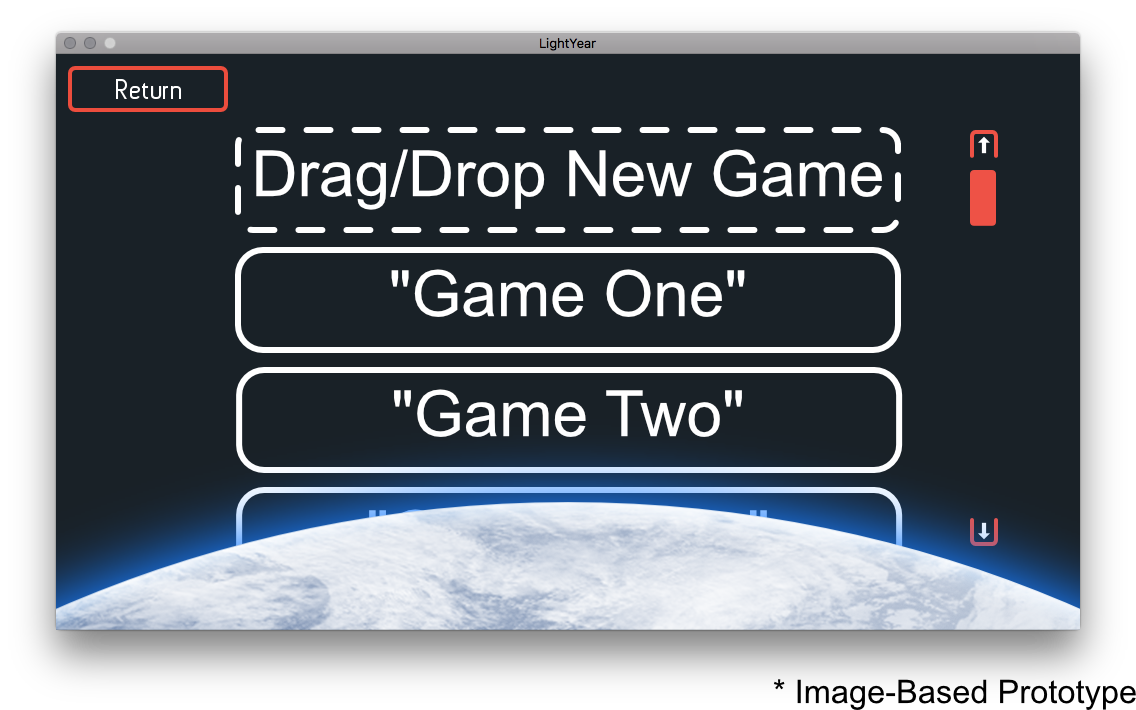 LightYear
Return
Drag/Drop New Game
"Game One"
"Game Two"
* Image-Based Prototype